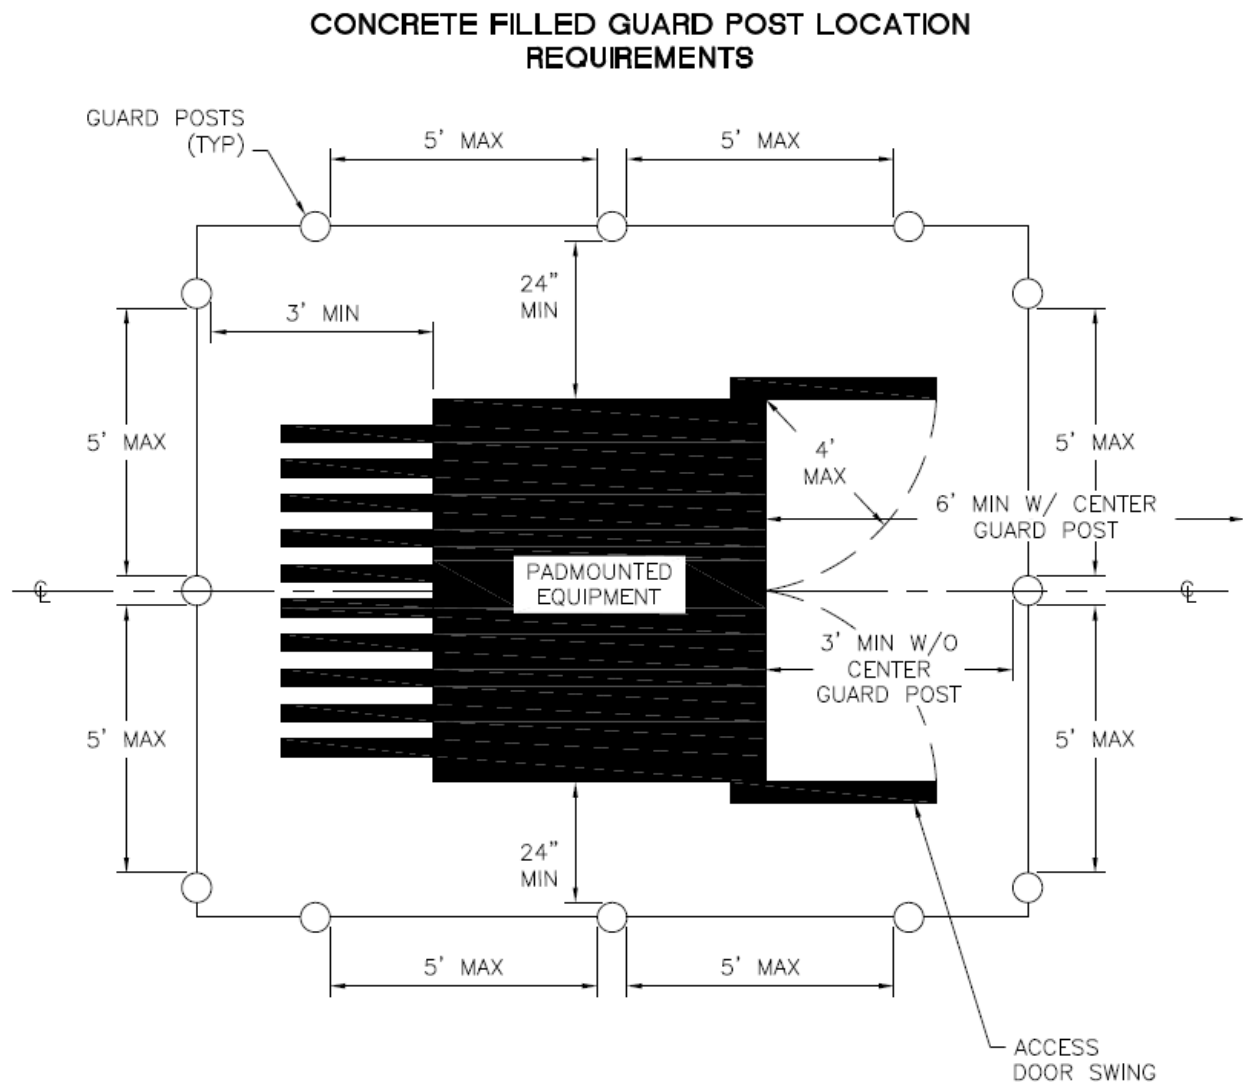 CONCRETE FILLED GUARD POST LOCATION
REQUIREMENTS
GUARD POSTS
(TYP)
5' MAX
5' MAX
24"
MIN
3' MIN
5' MAX
4'
MAX
5' MAX
6' MIN W/ CENTER
GUARD POST
PADMOUNTED
EQUIPMENT
℄
℄
3' MIN W/O
CENTER
GUARD POST
5' MAX
5' MAX
24"
MIN
5' MAX
5' MAX
ACCESS
DOOR SWING